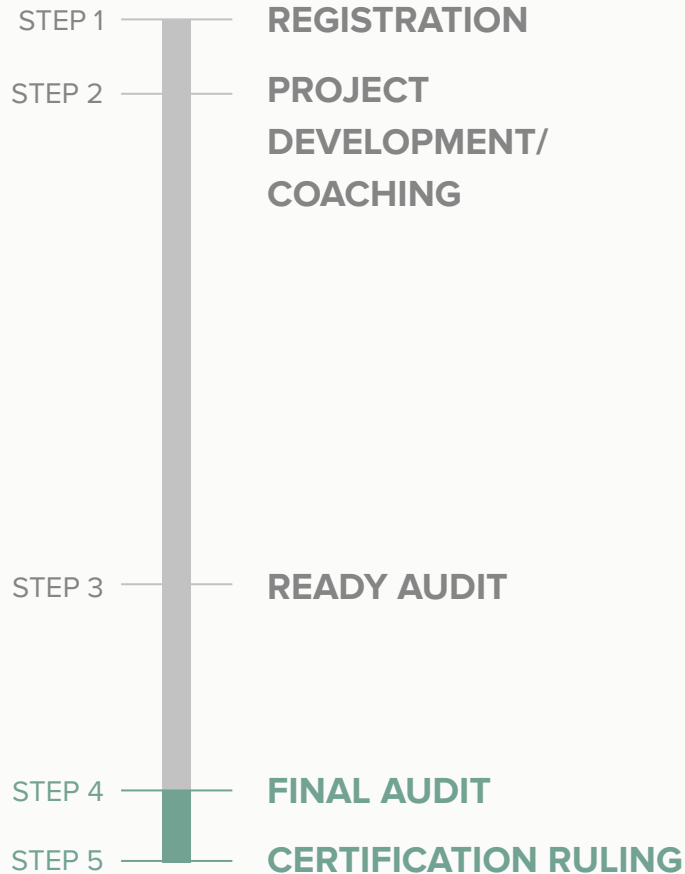 STEP 1 REGISTRATION
STEP 2 PROJECT
DEVELOPMENT/
COACHING
STEP 3 READY AUDIT
STEP 4 FINAL AUDIT
STEP 5 CERTIFICATION RULING